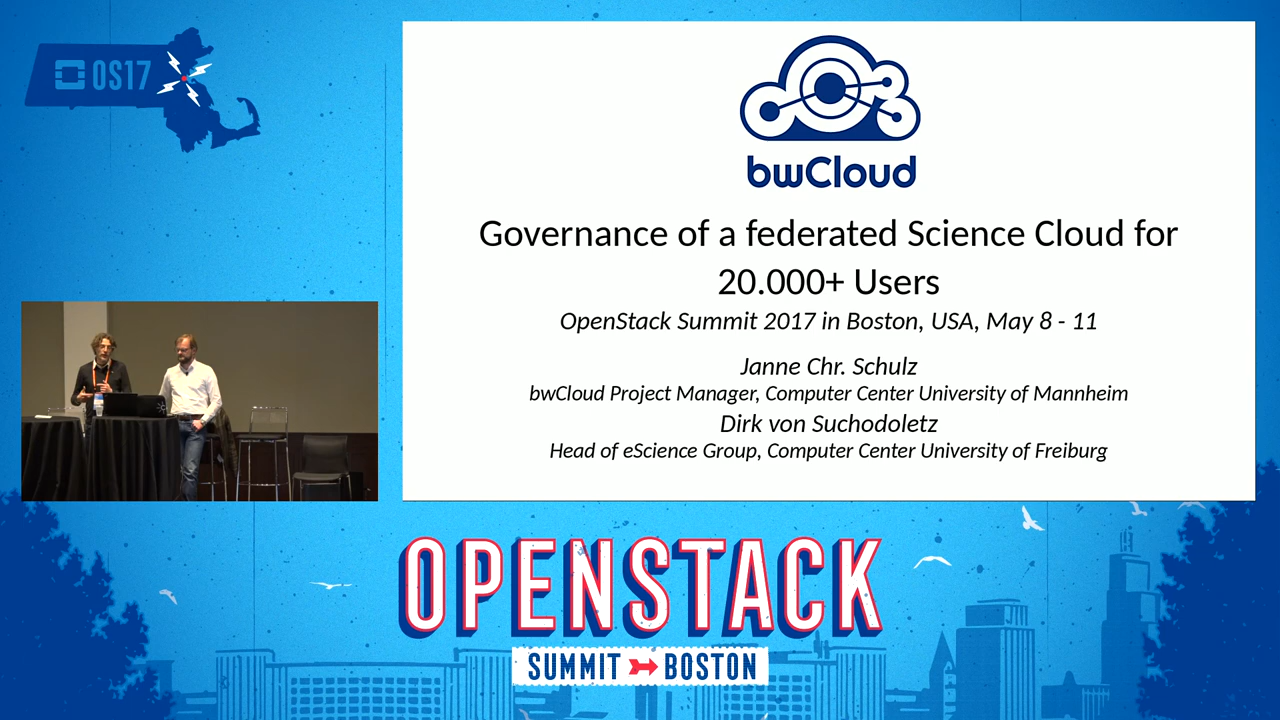 OS17
bwCloud
Governance of a federated Science Cloud for
20.000+ Users
OpenStack Summit 2017 in Boston, USA, May 8 - 11
Janne Chr. Schulz
bwCloud Project Manager, Computer Center University of Mannheim
Dirk von Suchodoletz
Head of eScience Group, Computer Center University of Freiburg
OPENSTACK
SUMMIT BOSTON